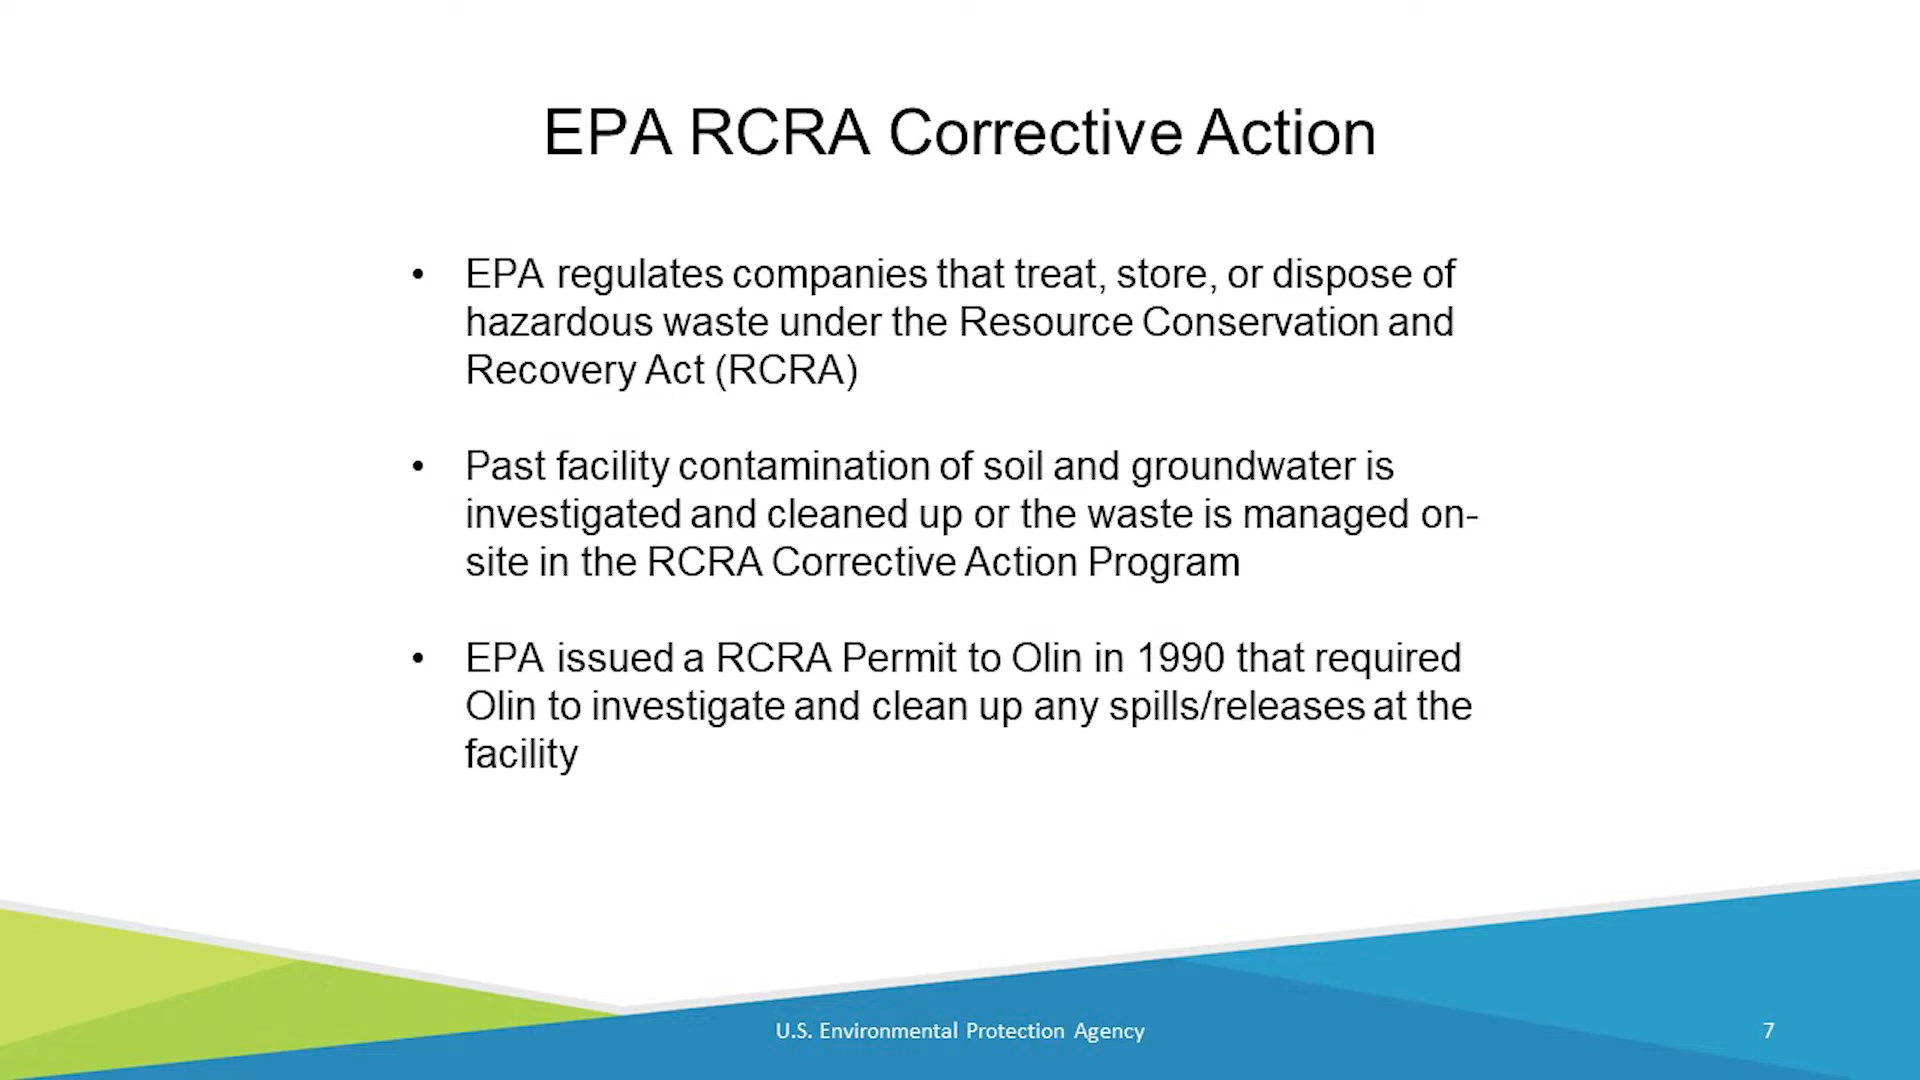 EPA RCRA Corrective Action
• EPA regulates companies that treat, store, or dispose of
hazardous waste under the Resource Conservation and
Recovery Act (RCRA)
• Past facility contamination of soil and groundwater is
investigated and cleaned up or the waste is managed on-
site in the RCRA Corrective Action Program
• EPA issued a RCRA Permit to Olin in 1990 that required
Olin to investigate and clean up any spills/releases at the
facility
U.S. Environmental Protection Agency
7